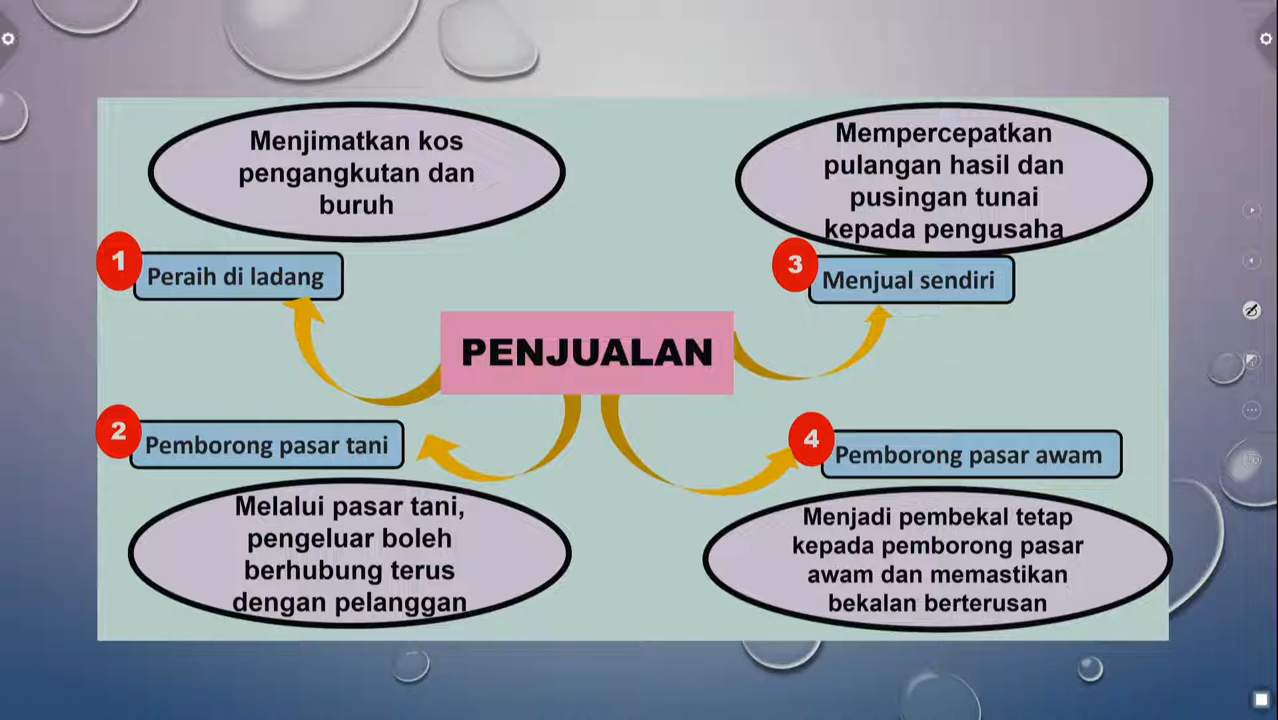 Menjimatkan kos
pengangkutan dan
buruh
1
Peraih di ladang
Mempercepatkan
pulangan hasil dan
pusingan tunai
kepada pengusaha
3
Menjual sendiri
PENJUALAN
2
Pemborong pasar tani
Melalui pasar tani,
pengeluar boleh
berhubung terus
dengan pelanggan
4
Pemborong pasar awam
Menjadi pembekal tetap
kepada pemborong pasar
awam dan memastikan
bekalan berterusan